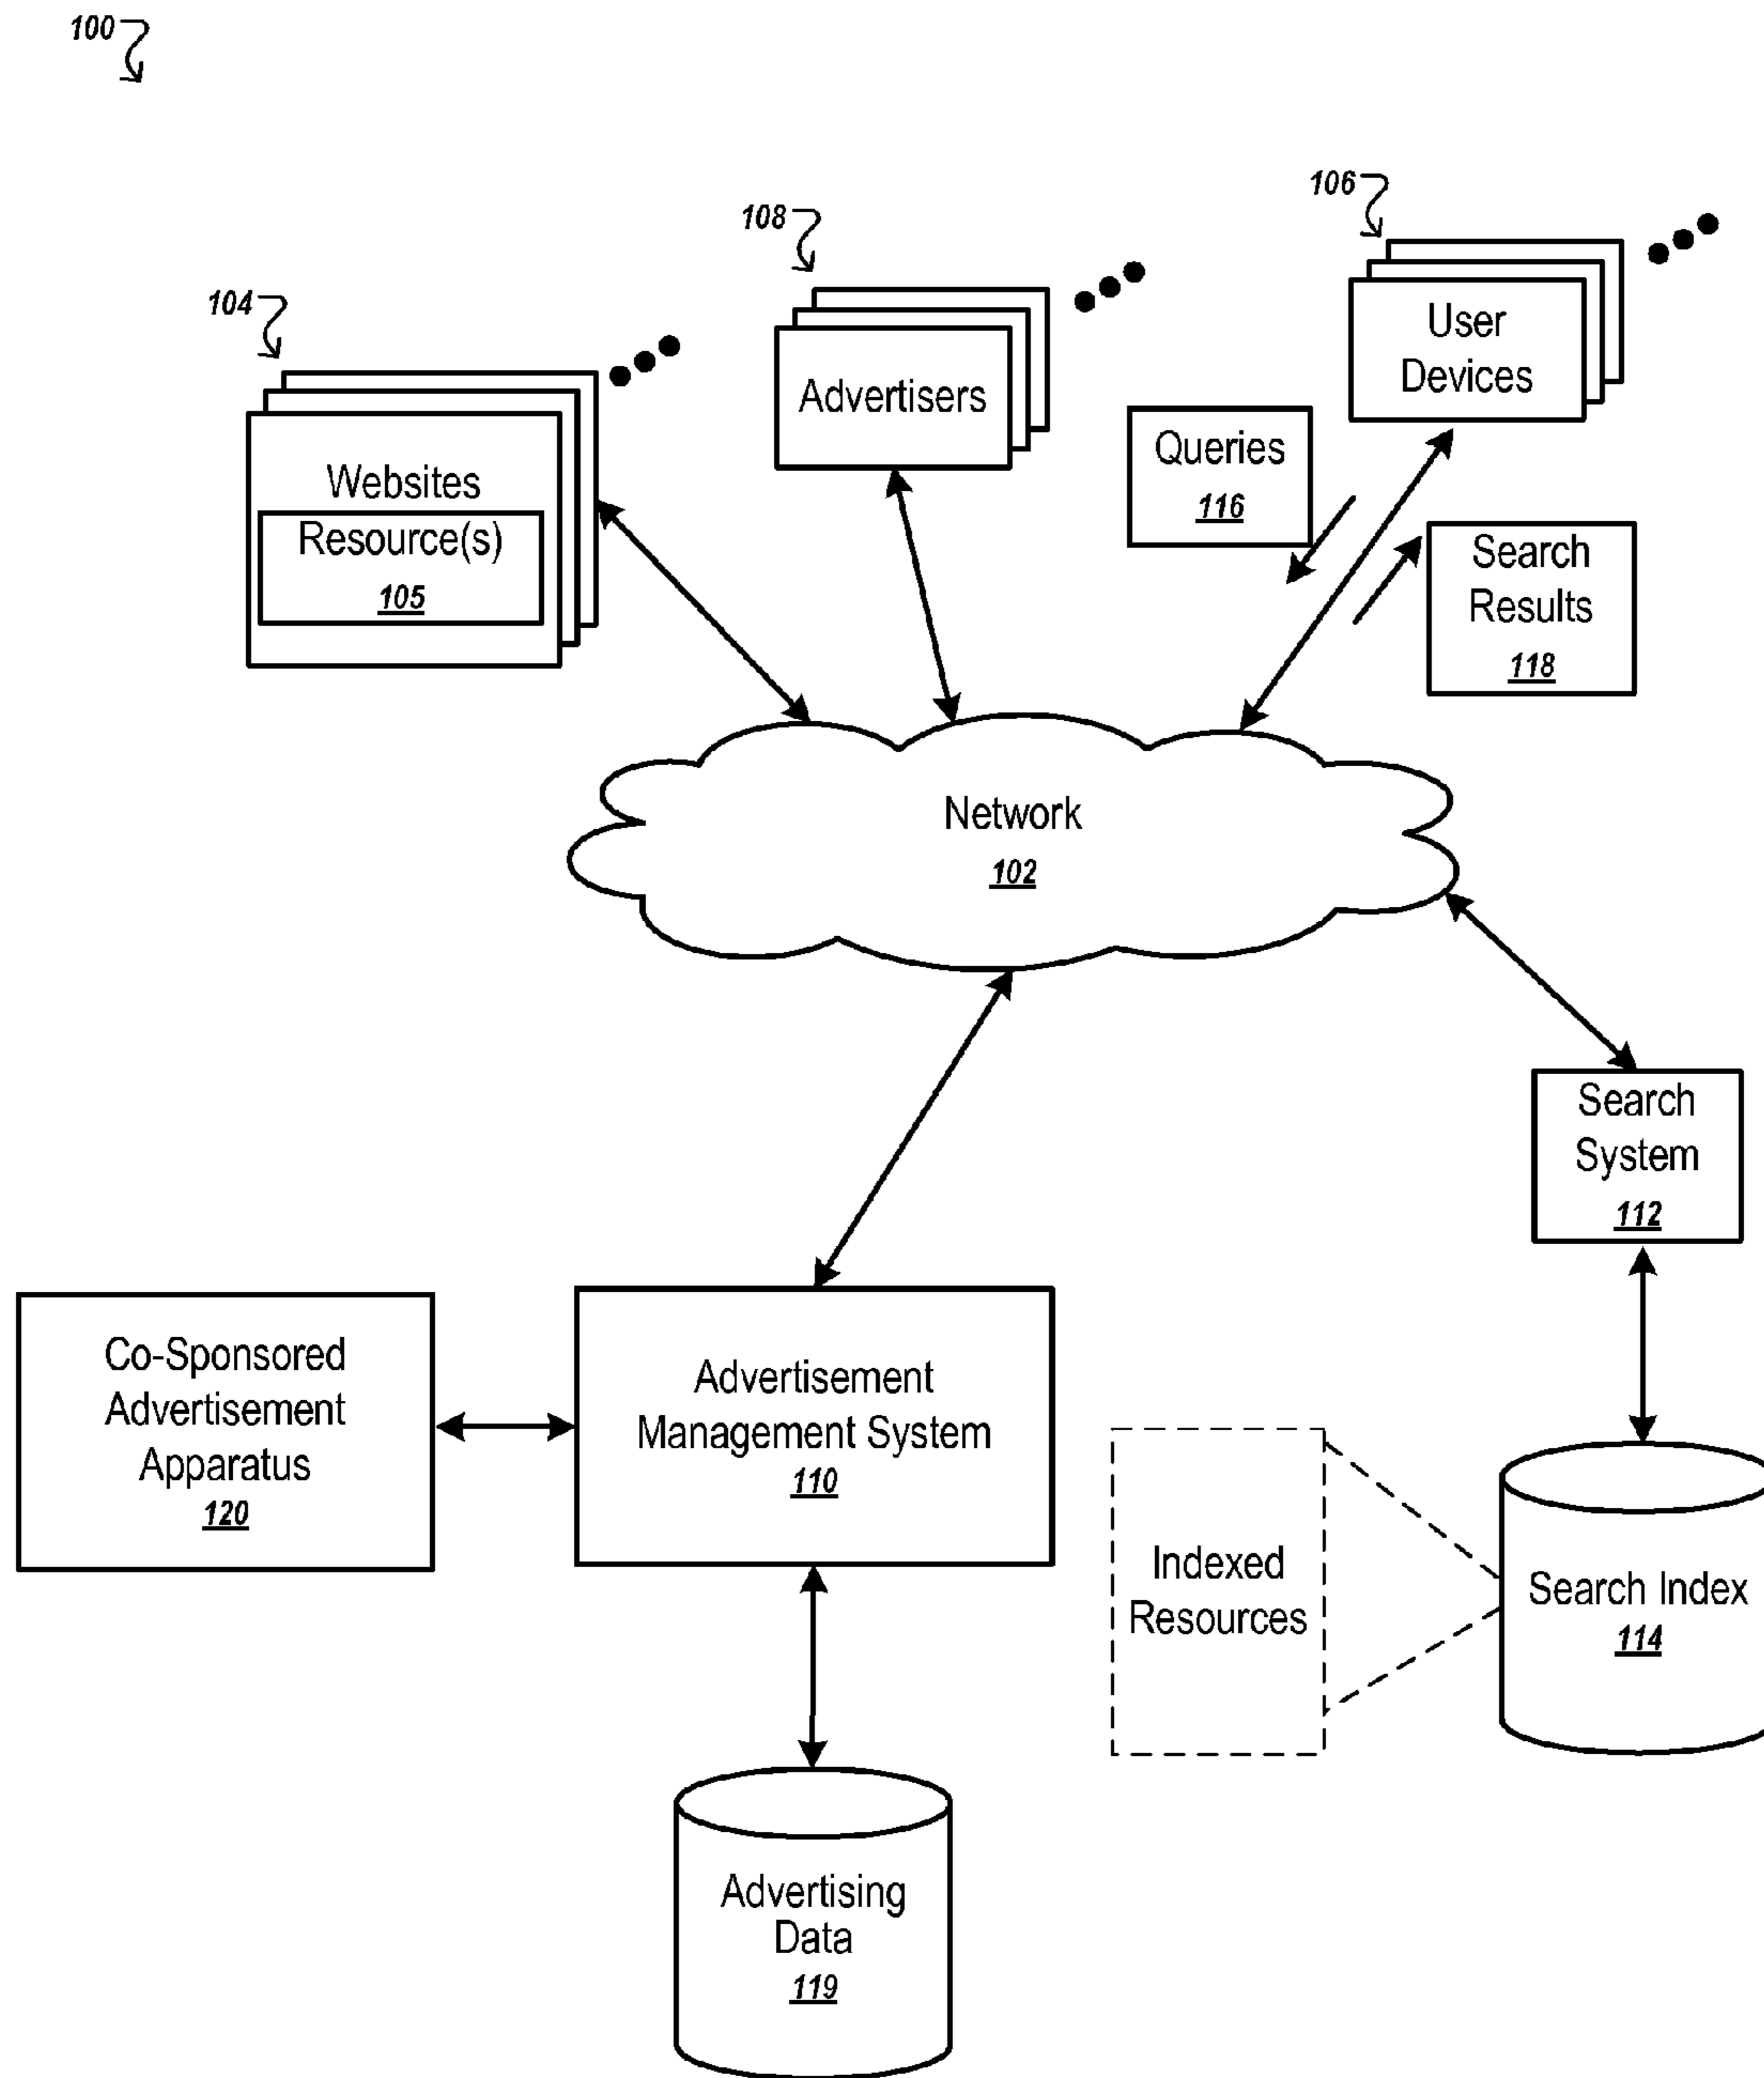 100
106
108
104
User
Devices
Advertisers
Queries
116
Websites
Resource(s)
105
Search
Results
118
Network
102
Search
System
112
Co-Sponsored
Advertisement
Apparatus
120
Advertisement
Management System
110
Indexed
Resources
Search Index
114
Advertising
Data
119